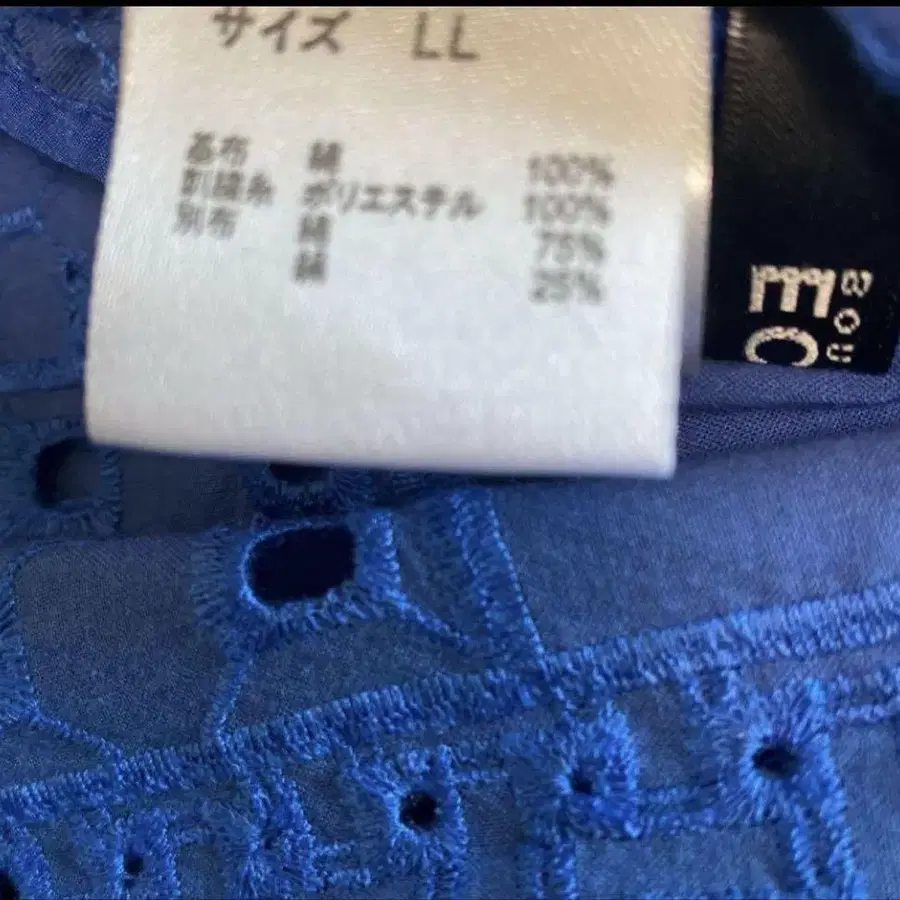 サイズ LL
基布 綿 100%
刺繍糸 ポリエステル 100%
別布 綿 75%
25%